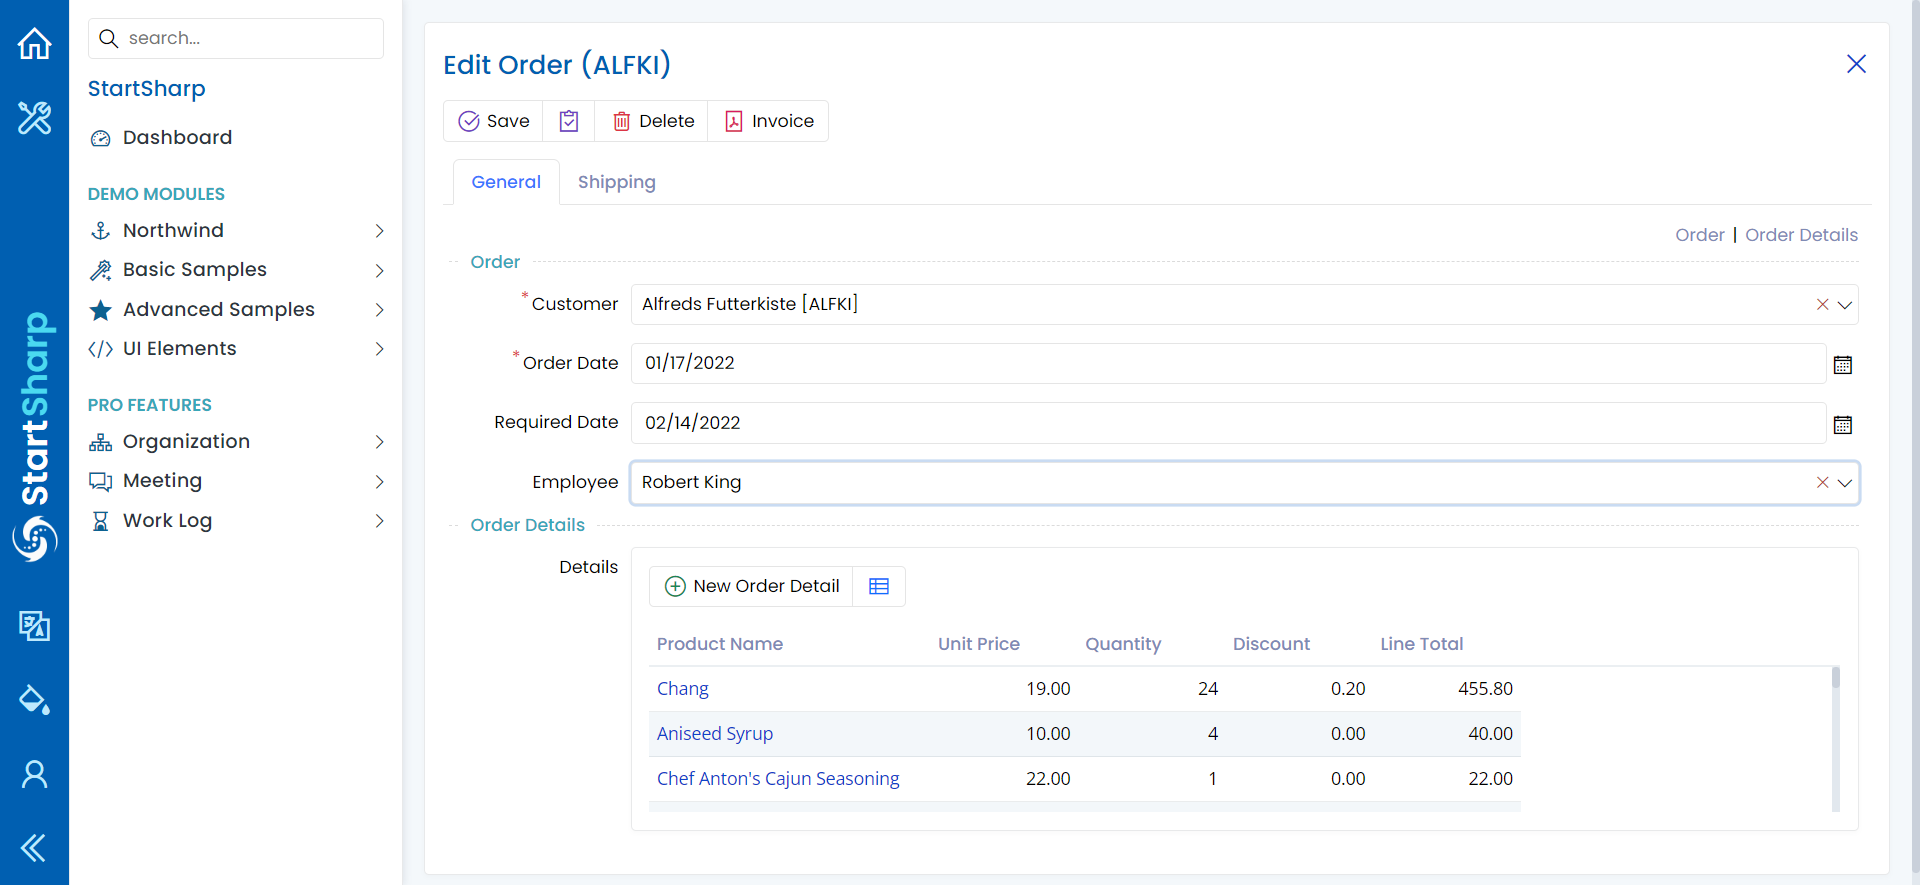 search...
StartSharp
Dashboard
DEMO MODULES
Northwind
Basic Samples
Advanced Samples
UI Elements
PRO FEATURES
Organization
Meeting
Work Log
StartSharp
Edit Order (ALFKI)
Save Delete Invoice
General Shipping
Order | Order Details
Order
*Customer Alfreds Futterkiste [ALFKI]
*Order Date 01/17/2022
Required Date 02/14/2022
Employee Robert King
Order Details
Details
New Order Detail
Product Name Unit Price Quantity Discount Line Total
Chang 19.00 24 0.20 455.80
Aniseed Syrup 10.00 4 0.00 40.00
Chef Anton's Cajun Seasoning 22.00 1 0.00 22.00